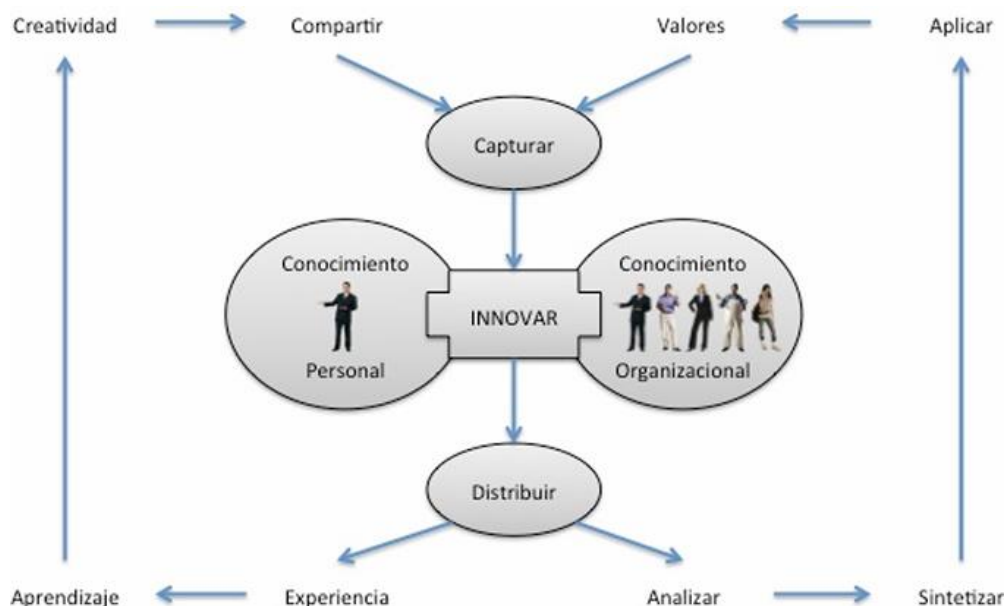 Creatividad
Compartir
Valores
Aplicar
Capturar
Conocimiento
Personal
INNOVAR
Conocimiento
Organizacional
Distribuir
Aprendizaje
Experiencia
Analizar
Sintetizar